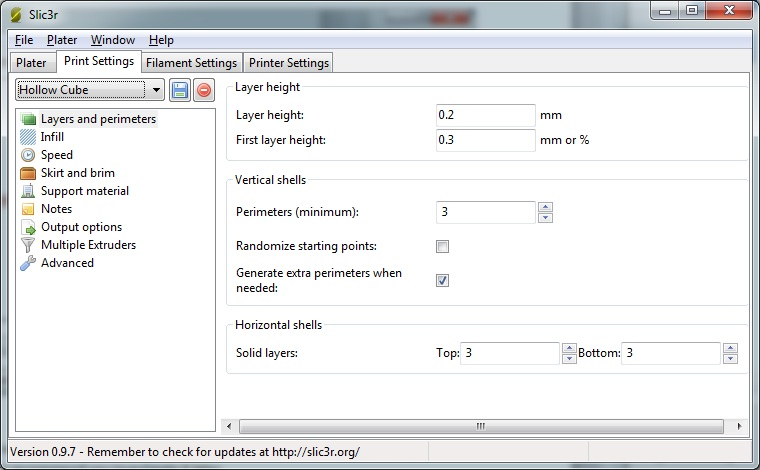 Slic3r
File Plater Window Help
Plater Print Settings Filament Settings Printer Settings
Hollow Cube
Layers and perimeters
Infill
Speed
Skirt and brim
Support material
Notes
Output options
Multiple Extruders
Advanced
Layer height
Layer height: 0.2 mm
First layer height: 0.3 mm or %
Vertical shells
Perimeters (minimum): 3
Randomize starting points:
Generate extra perimeters when
needed:
Horizontal shells
Solid layers: Top: 3 Bottom: 3
Version 0.9.7 - Remember to check for updates at http://slic3r.org/